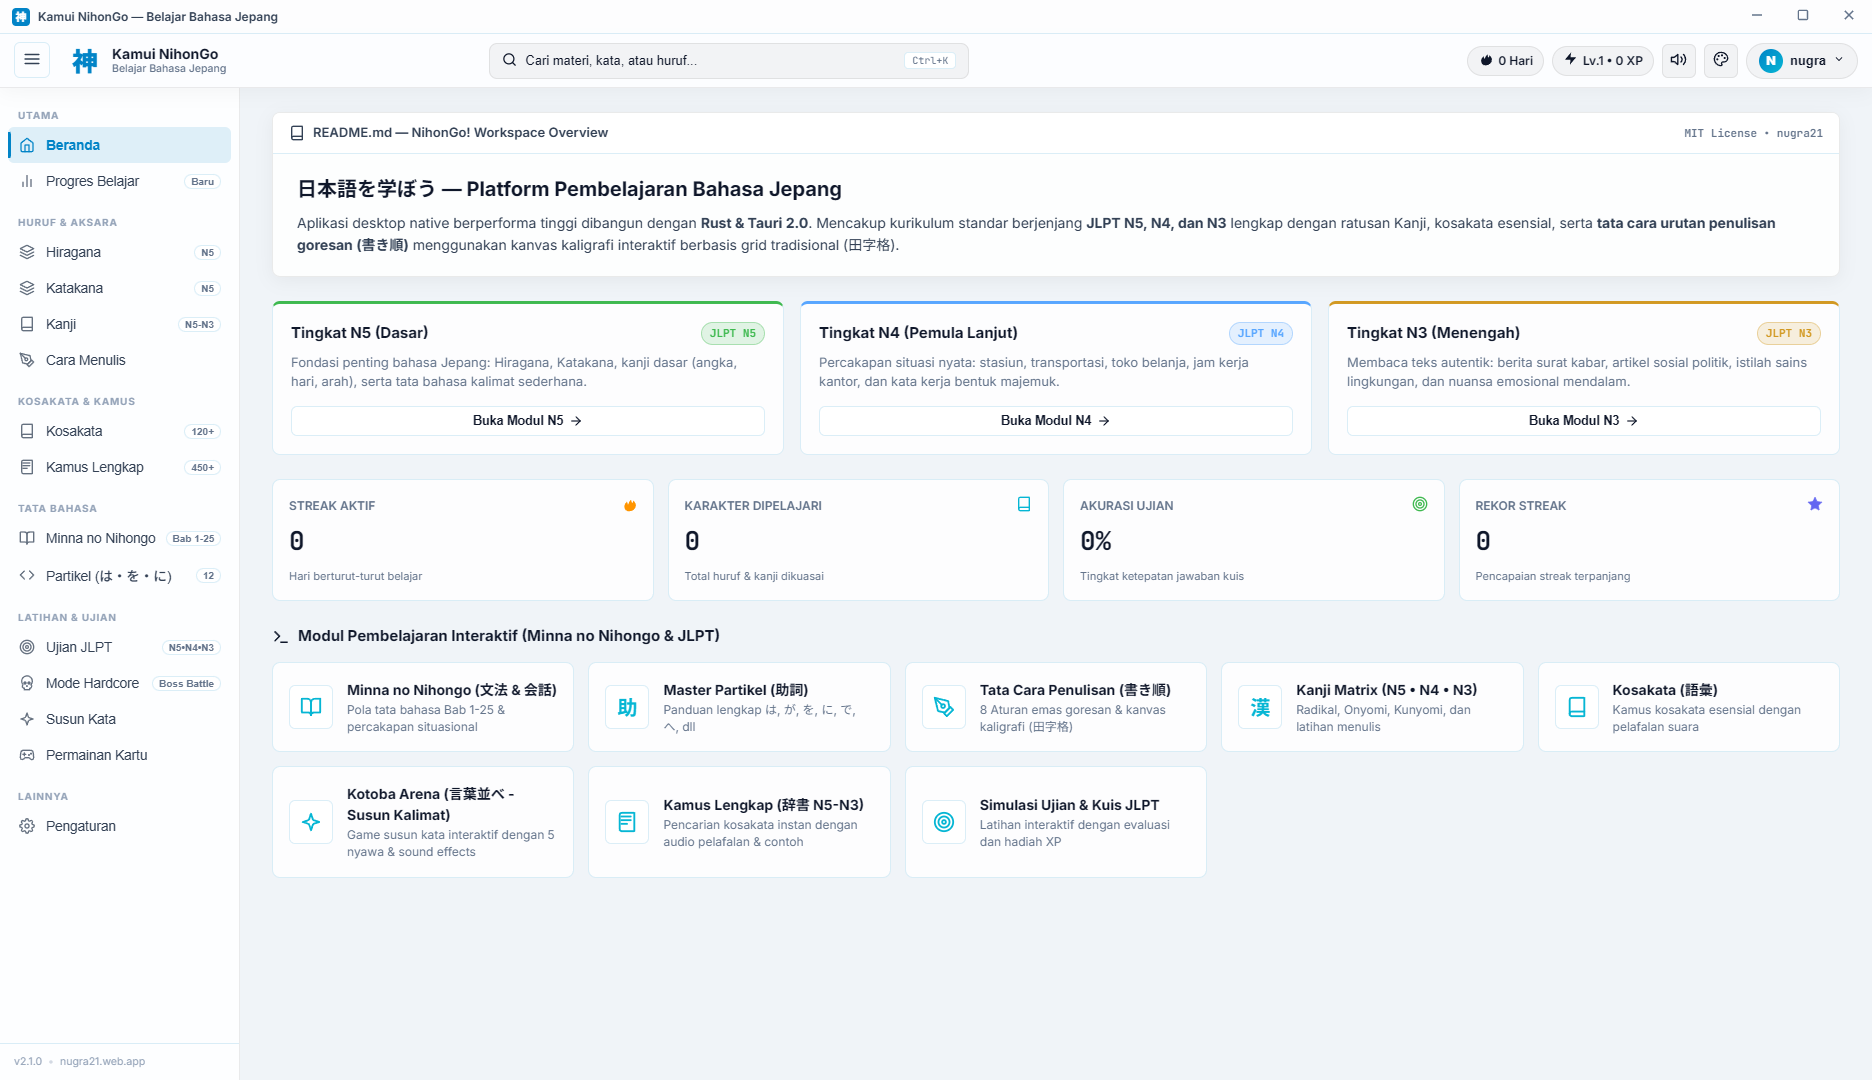 神 Kamui NihonGo — Belajar Bahasa Jepang
神 Kamui NihonGo
Belajar Bahasa Jepang
Cari materi, kata, atau huruf... Ctrl+K
0 Hari
Lv.1 • 0 XP
N nugra
UTAMA
Beranda
Progres Belajar Baru
HURUF & AKSARA
Hiragana N5
Katakana N5
Kanji N5-N3
Cara Menulis
KOSAKATA & KAMUS
Kosakata 120+
Kamus Lengkap 450+
TATA BAHASA
Minna no Nihongo Bab 1-25
Partikel (は・を・に) 12
LATIHAN & UJIAN
Ujian JLPT N5•N4•N3
Mode Hardcore Boss Battle
Susun Kata
Permainan Kartu
LAINNYA
Pengaturan
v2.1.0 • nugra21.web.app
README.md — NihonGo! Workspace Overview
MIT License • nugra21
日本語を学ぼう — Platform Pembelajaran Bahasa Jepang
Aplikasi desktop native berperforma tinggi dibangun dengan Rust & Tauri 2.0. Mencakup kurikulum standar berjenjang JLPT N5, N4, dan N3 lengkap dengan ratusan Kanji, kosakata esensial, serta tata cara urutan penulisan
goresan (書き順) menggunakan kanvas kaligrafi interaktif berbasis grid tradisional (田字格).
Tingkat N5 (Dasar) JLPT N5
Fondasi penting bahasa Jepang: Hiragana, Katakana, kanji dasar (angka,
hari, arah), serta tata bahasa kalimat sederhana.
Buka Modul N5 →
Tingkat N4 (Pemula Lanjut) JLPT N4
Percakapan situasi nyata: stasiun, transportasi, toko belanja, jam kerja
kantor, dan kata kerja bentuk majemuk.
Buka Modul N4 →
Tingkat N3 (Menengah) JLPT N3
Membaca teks autentik: berita surat kabar, artikel sosial politik, istilah sains
lingkungan, dan nuansa emosional mendalam.
Buka Modul N3 →
STREAK AKTIF
0
Hari berturut-turut belajar
KARAKTER DIPELAJARI
0
Total huruf & kanji dikuasai
AKURASI UJIAN
0%
Tingkat ketepatan jawaban kuis
REKOR STREAK
0
Pencapaian streak terpanjang
Modul Pembelajaran Interaktif (Minna no Nihongo & JLPT)
Minna no Nihongo (文法 & 会話)
Pola tata bahasa Bab 1-25 &
percakapan situasional
助
Master Partikel (助詞)
Panduan lengkap は, が, を, に, で,
へ, dll
Tata Cara Penulisan (書き順)
8 Aturan emas goresan & kanvas
kaligrafi (田字格)
漢
Kanji Matrix (N5 • N4 • N3)
Radikal, Onyomi, Kunyomi, dan
latihan menulis
Kosakata (語彙)
Kamus kosakata esensial dengan
pelafalan suara
Kotoba Arena (言葉並べ -
Susun Kalimat)
Game susun kata interaktif dengan 5
nyawa & sound effects
Kamus Lengkap (辞書 N5-N3)
Pencarian kosakata instan dengan
audio pelafalan & contoh
Simulasi Ujian & Kuis JLPT
Latihan interaktif dengan evaluasi
dan hadiah XP